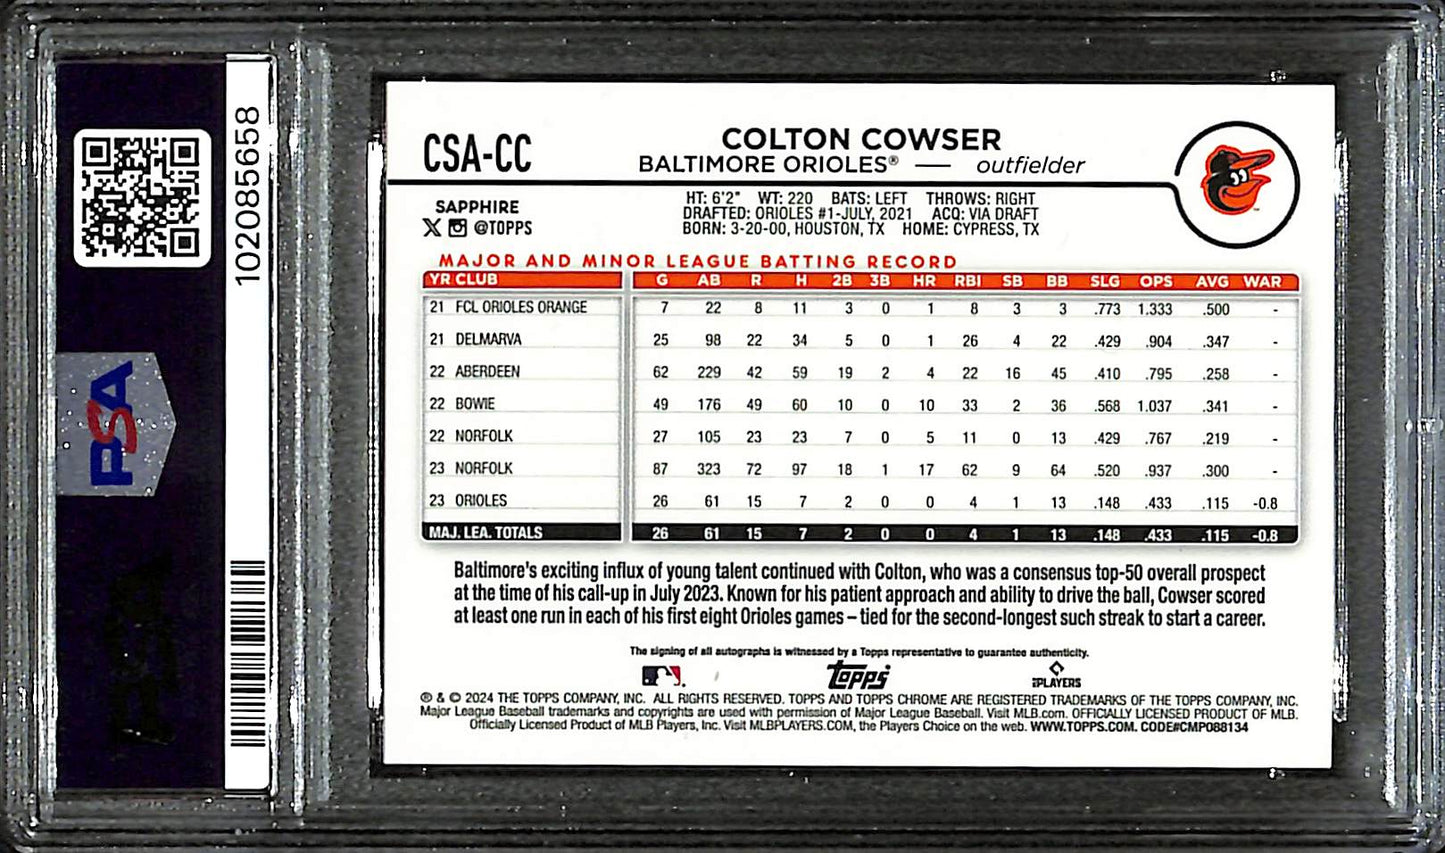 102085658
PSA
CSA-CC
COLTON COWSER
BALTIMORE ORIOLES® — outfielder
SAPPHIRE
@TOPPS
HT: 6'2" WT: 220 BATS: LEFT THROWS: RIGHT
DRAFTED: ORIOLES #1-JULY, 2021 ACQ: VIA DRAFT
BORN: 3-20-00, HOUSTON, TX HOME: CYPRESS, TX
MAJOR AND MINOR LEAGUE BATTING RECORD
YR CLUB G AB R H 2B 3B HR RBI SB BB SLG OPS AVG WAR
21 FCL ORIOLES ORANGE 7 22 8 11 3 0 1 8 3 3 .773 1.333 .500 -
21 DELMARVA 25 98 22 34 5 0 1 26 4 22 .429 .904 .347 -
22 ABERDEEN 62 229 42 59 19 2 4 22 16 45 .410 .795 .258 -
22 BOWIE 49 176 49 60 10 0 10 33 2 36 .568 1.037 .341 -
22 NORFOLK 27 105 23 23 7 0 5 11 0 13 .429 .767 .219 -
23 NORFOLK 87 323 72 97 18 1 17 62 9 64 .520 .937 .300 -
23 ORIOLES 26 61 15 7 2 0 0 4 1 13 .148 .433 .115 -0.8
MAJ. LEA. TOTALS 26 61 15 7 2 0 0 4 1 13 .148 .433 .115 -0.8
Baltimore's exciting influx of young talent continued with Colton, who was a consensus top-50 overall prospect
at the time of his call-up in July 2023. Known for his patient approach and ability to drive the ball, Cowser scored
at least one run in each of his first eight Orioles games – tied for the second-longest such streak to start a career.
The signing of all autographs is witnessed by a Topps representative to guarantee authenticity.
Topps
PLAYERS
® & © 2024 THE TOPPS COMPANY, INC. ALL RIGHTS RESERVED. TOPPS AND TOPPS CHROME ARE REGISTERED TRADEMARKS OF THE TOPPS COMPANY, INC.
Major League Baseball trademarks and copyrights are used with permission of Major League Baseball. Visit MLB.com. OFFICIALLY LICENSED PRODUCT OF MLB.
Officially Licensed Product of MLB Players, Inc. Visit MLBPLAYERS.COM, the Players Choice on the web. WWW.TOPPS.COM. CODE#CMP088134